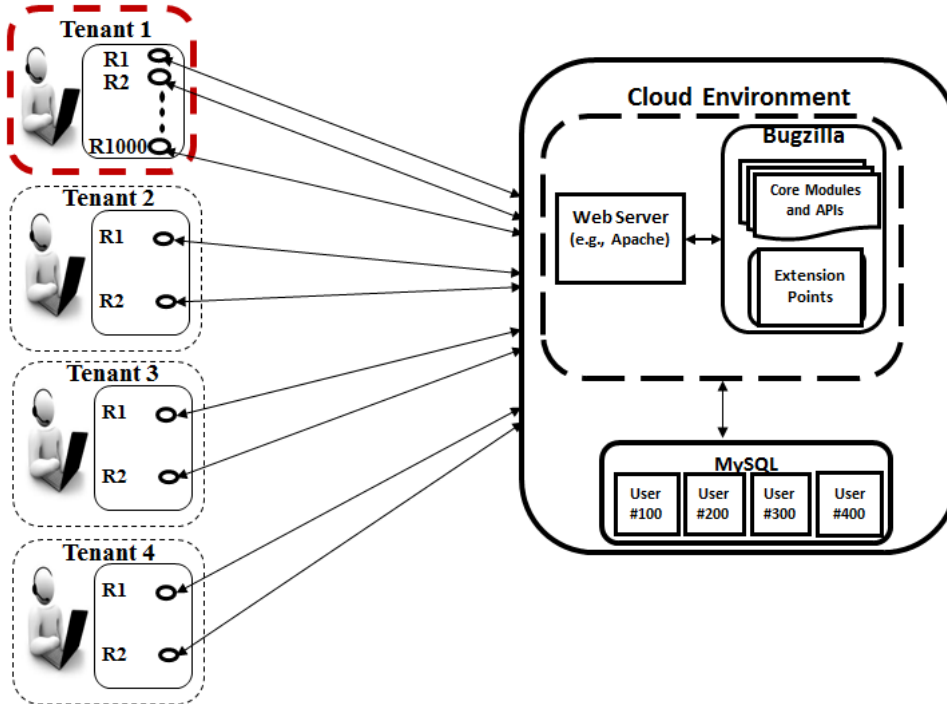 Tenant 1
R1
R2
R1000
Tenant 2
R1
R2
Tenant 3
R1
R2
Tenant 4
R1
R2
Cloud Environment
Bugzilla
Core Modules
and APIs
Web Server
(e.g., Apache)
Extension
Points
MySQL
User
#100
User
#200
User
#300
User
#400